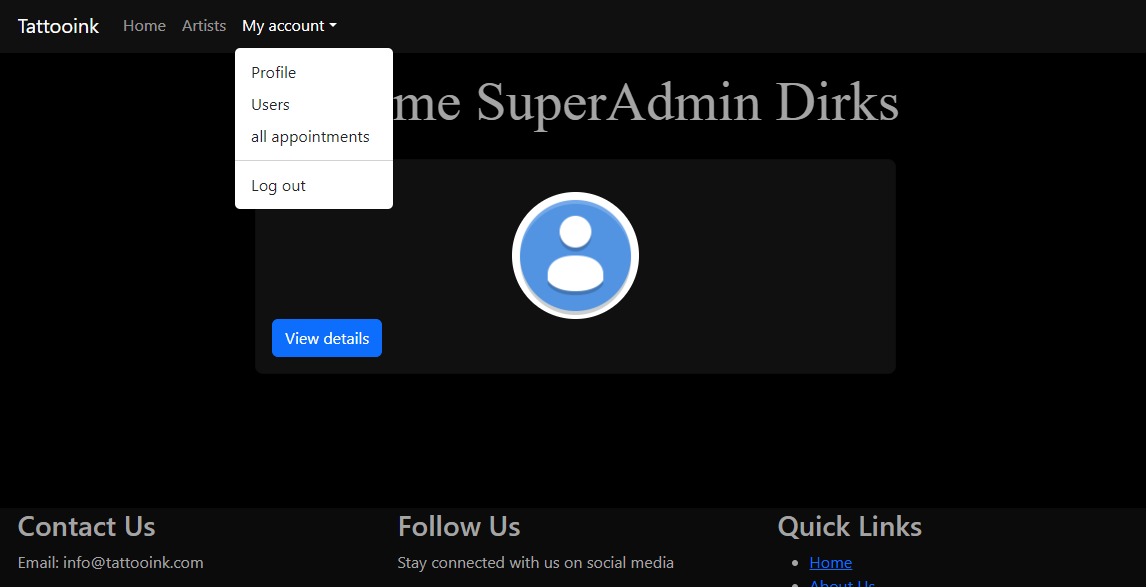 Tattooink Home Artists My account
Profile
Users
all appointments
Log out
me SuperAdmin Dirks
View details
Contact Us
Email: info@tattooink.com
Follow Us
Stay connected with us on social media
Quick Links
Home
About Us